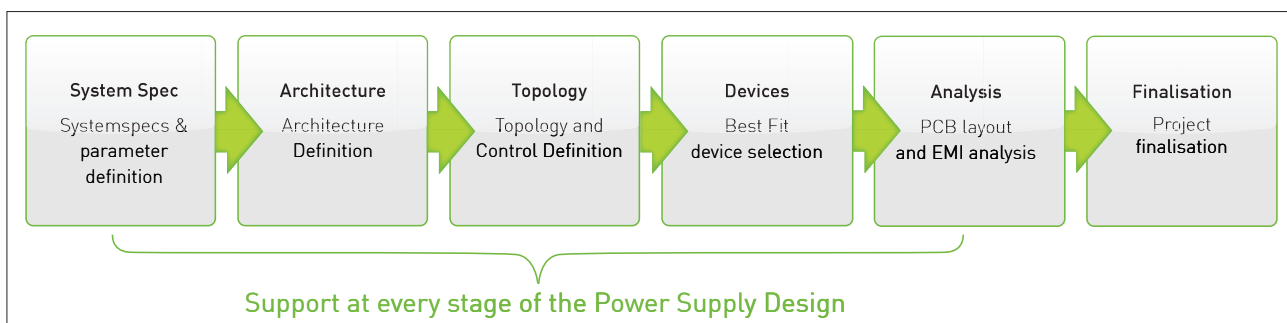 System Spec
Systemspecs &
parameter
definition
Architecture
Architecture
Definition
Topology
Topology and
Control Definition
Devices
Best Fit
device selection
Analysis
PCB layout
and EMI analysis
Finalisation
Project
finalisation
Support at every stage of the Power Supply Design